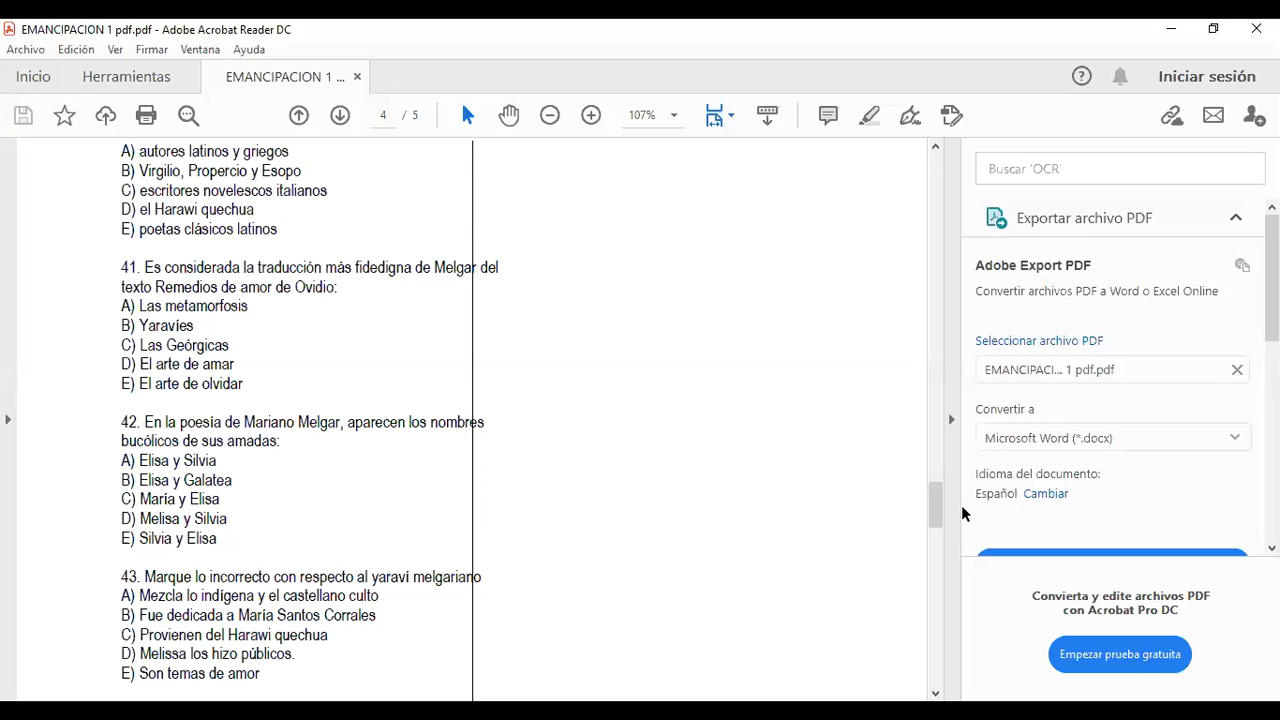 EMANCIPACION 1 pdf.pdf - Adobe Acrobat Reader DC
Archivo Edición Ver Firmar Ventana Ayuda
Inicio Herramientas EMANCIPACION 1 ... × Iniciar sesión
4 / 5 107%
A) autores latinos y griegos
B) Virgilio, Propercio y Esopo
C) escritores novelescos italianos
D) el Harawi quechua
E) poetas clásicos latinos
41. Es considerada la traducción más fidedigna de Melgar del
texto Remedios de amor de Ovidio:
A) Las metamorfosis
B) Yaravíes
C) Las Geórgicas
D) El arte de amar
E) El arte de olvidar
42. En la poesía de Mariano Melgar, aparecen los nombres
bucólicos de sus amadas:
A) Elisa y Silvia
B) Elisa y Galatea
C) María y Elisa
D) Melisa y Silvia
E) Silvia y Elisa
43. Marque lo incorrecto con respecto al yaraví melgariano
A) Mezcla lo indígena y el castellano culto
B) Fue dedicada a María Santos Corrales
C) Provienen del Harawi quechua
D) Melissa los hizo públicos.
E) Son temas de amor
Buscar 'OCR'
Exportar archivo PDF
Adobe Export PDF
Convertir archivos PDF a Word o Excel Online
Seleccionar archivo PDF
EMANCIPACI... 1 pdf.pdf
Convertir a
Microsoft Word (*.docx)
Idioma del documento:
Español Cambiar
Convierta y edite archivos PDF
con Acrobat Pro DC
Empezar prueba gratuita